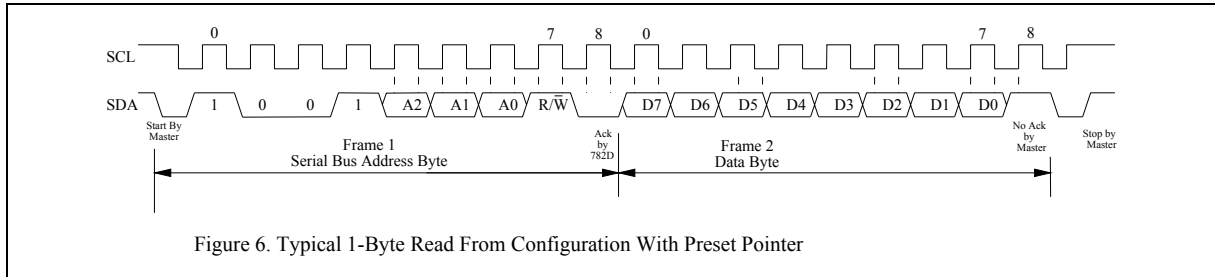 0 7 8 0 7 8
SCL
SDA 1 0 0 1 A2 A1 A0 R/W̅ D7 D6 D5 D4 D3 D2 D1 D0
Start By
Master
Ack
by
782D
No Ack
by
Master
Stop by
Master
Frame 1
Serial Bus Address Byte
Frame 2
Data Byte
Figure 6. Typical 1-Byte Read From Configuration With Preset Pointer